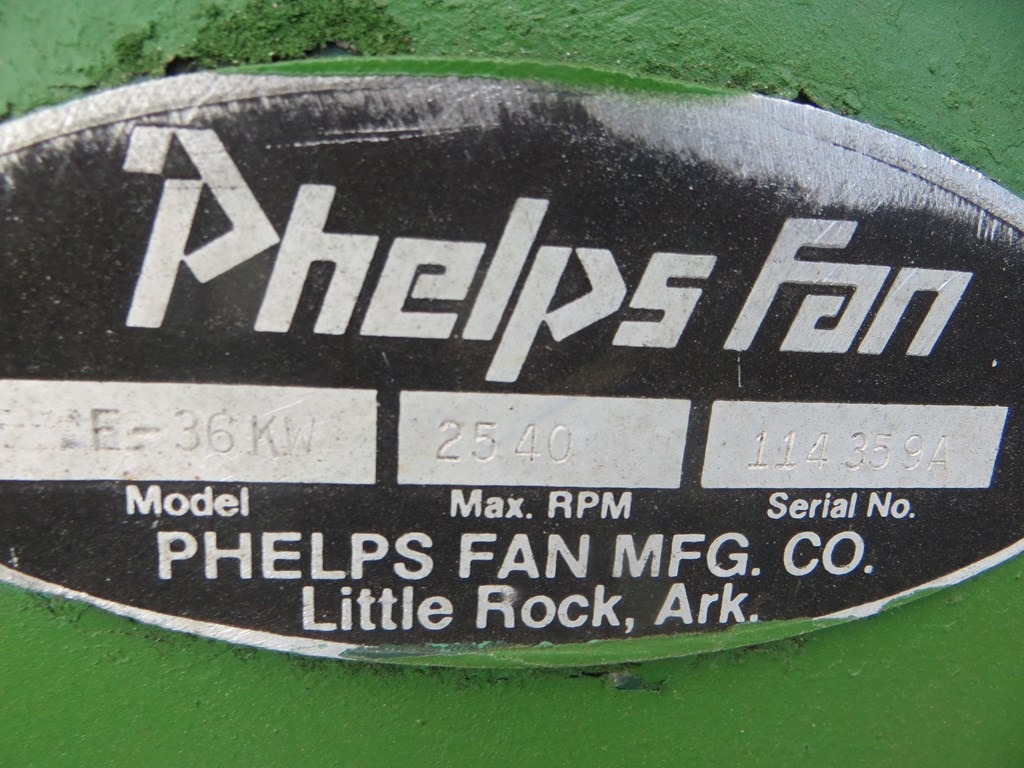 Phelps Fan
E-36KW 2540 114359A
Model Max. RPM Serial No.
PHELPS FAN MFG. CO.
Little Rock, Ark.